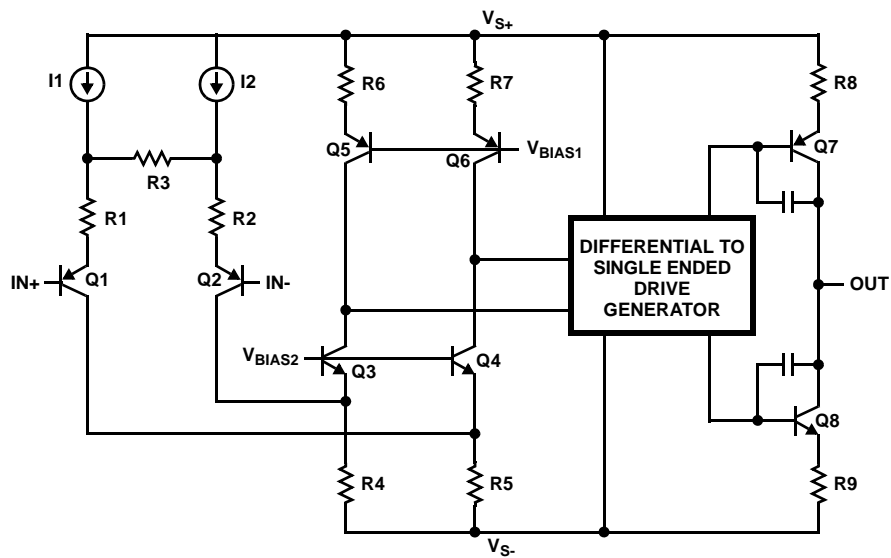 VS+
I1
I2
R6
R7
R8
Q5
Q6
VBIAS1
Q7
R3
R1
R2
IN+
Q1
Q2
IN-
DIFFERENTIAL TO
SINGLE ENDED
DRIVE
GENERATOR
OUT
VBIAS2
Q3
Q4
Q8
R4
R5
R9
VS-